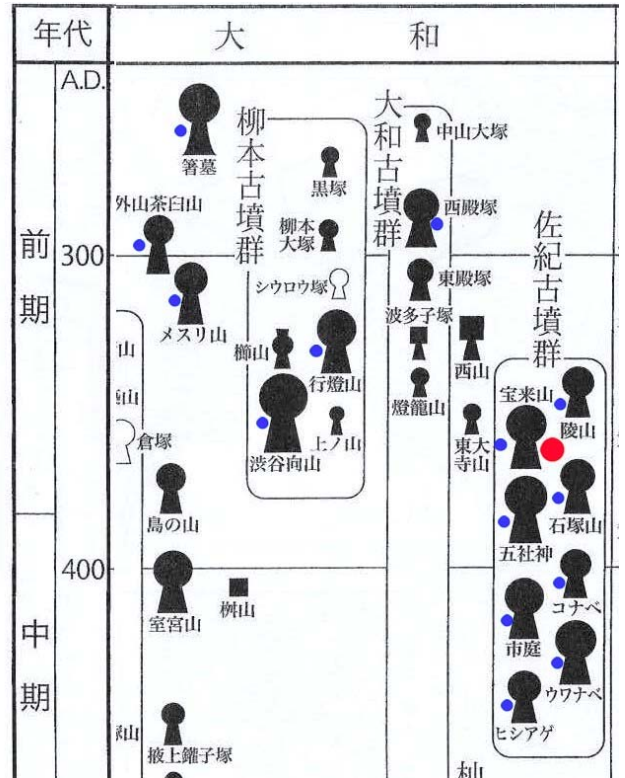 年代
大和
A.D.
300
400
前期
中期
箸墓
外山茶臼山
メスリ山
倉塚
島の山
室宮山
桝山
掖上鑵子塚
柳本古墳群
黒塚
柳本
大塚
シウロウ塚
櫛山
行燈山
渋谷向山
上ノ山
大和古墳群
中山大塚
西殿塚
東殿塚
波多子塚
西山
燈籠山
東大
寺山
佐紀古墳群
宝来山
陵山
石塚山
五社神
コナベ
市庭
ウワナベ
ヒシアゲ